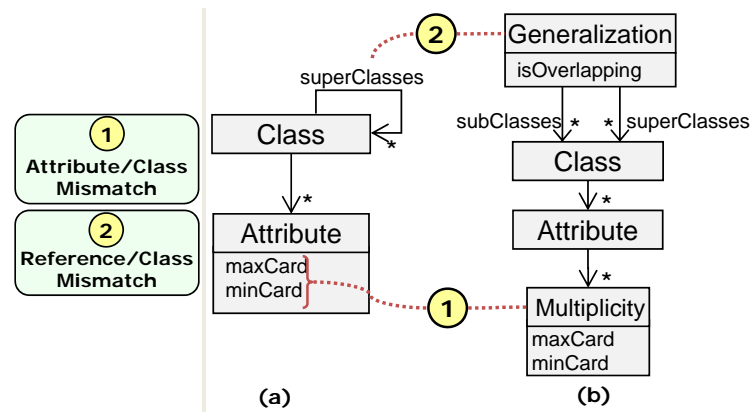 1
Attribute/Class
Mismatch
2
Reference/Class
Mismatch
superClasses
Class
*
*
Attribute
maxCard
minCard
(a)
2
1
Generalization
isOverlapping
subClasses * * superClasses
Class
*
Attribute
*
Multiplicity
maxCard
minCard
(b)